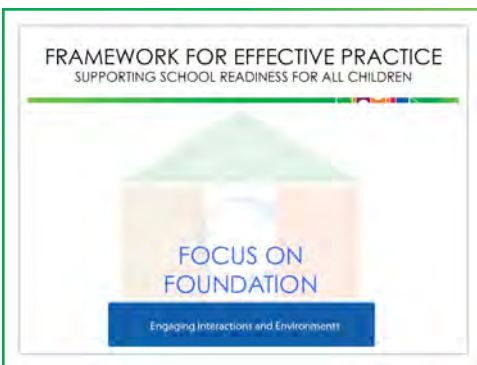 FRAMEWORK FOR EFFECTIVE PRACTICE
SUPPORTING SCHOOL READINESS FOR ALL CHILDREN
FOCUS ON
FOUNDATION
Engaging Interactions and Environments